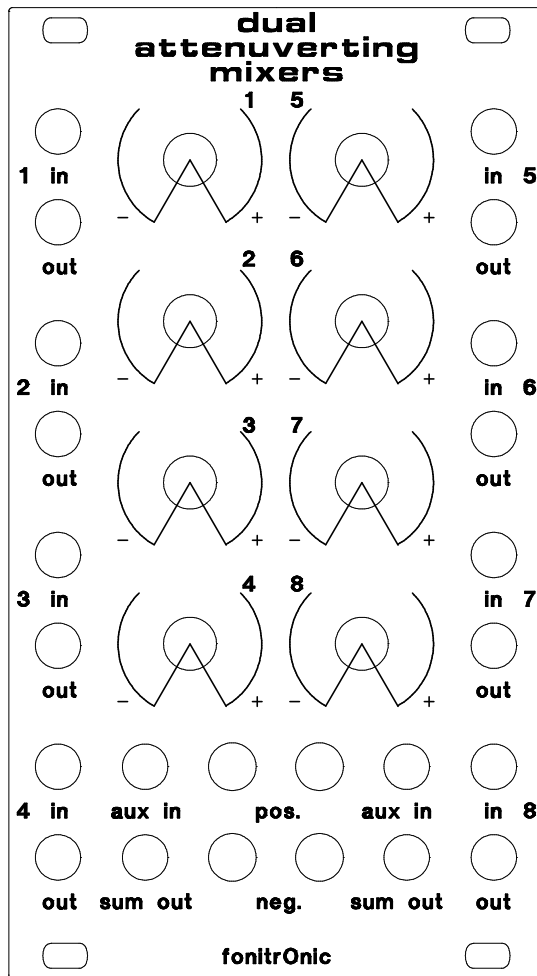 dual
attenuverting
mixers
1 5
1 in in 5
- + - +
out out
2 6
- + - +
2 in in 6
3 7
out out
- + - +
4 8
3 in in 7
out out
- + - +
4 in aux in pos. aux in in 8
out sum out neg. sum out out
fonitrOnic